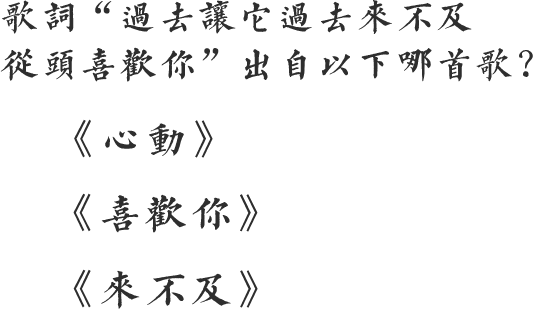 歌詞“過去讓它過去來不及
從頭喜歡你”出自以下哪首歌?
《心動》
《喜歡你》
《來不及》